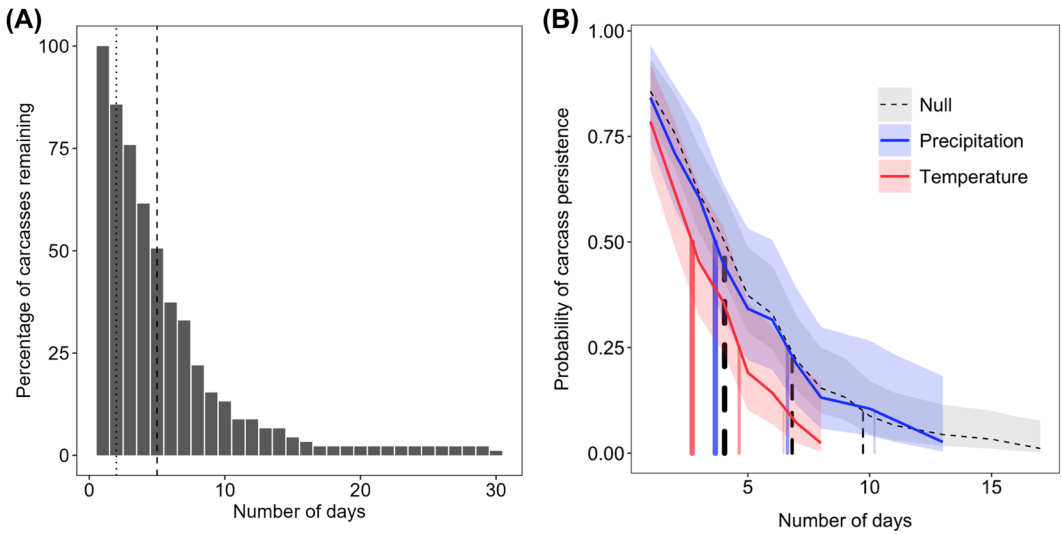 (A)
Percentage of carcasses remaining
100
75
50
25
0
0
10
20
30
Number of days
(B)
Probability of carcass persistence
1.00
0.75
0.50
0.25
0.00
Null
Precipitation
Temperature
5
10
15
Number of days